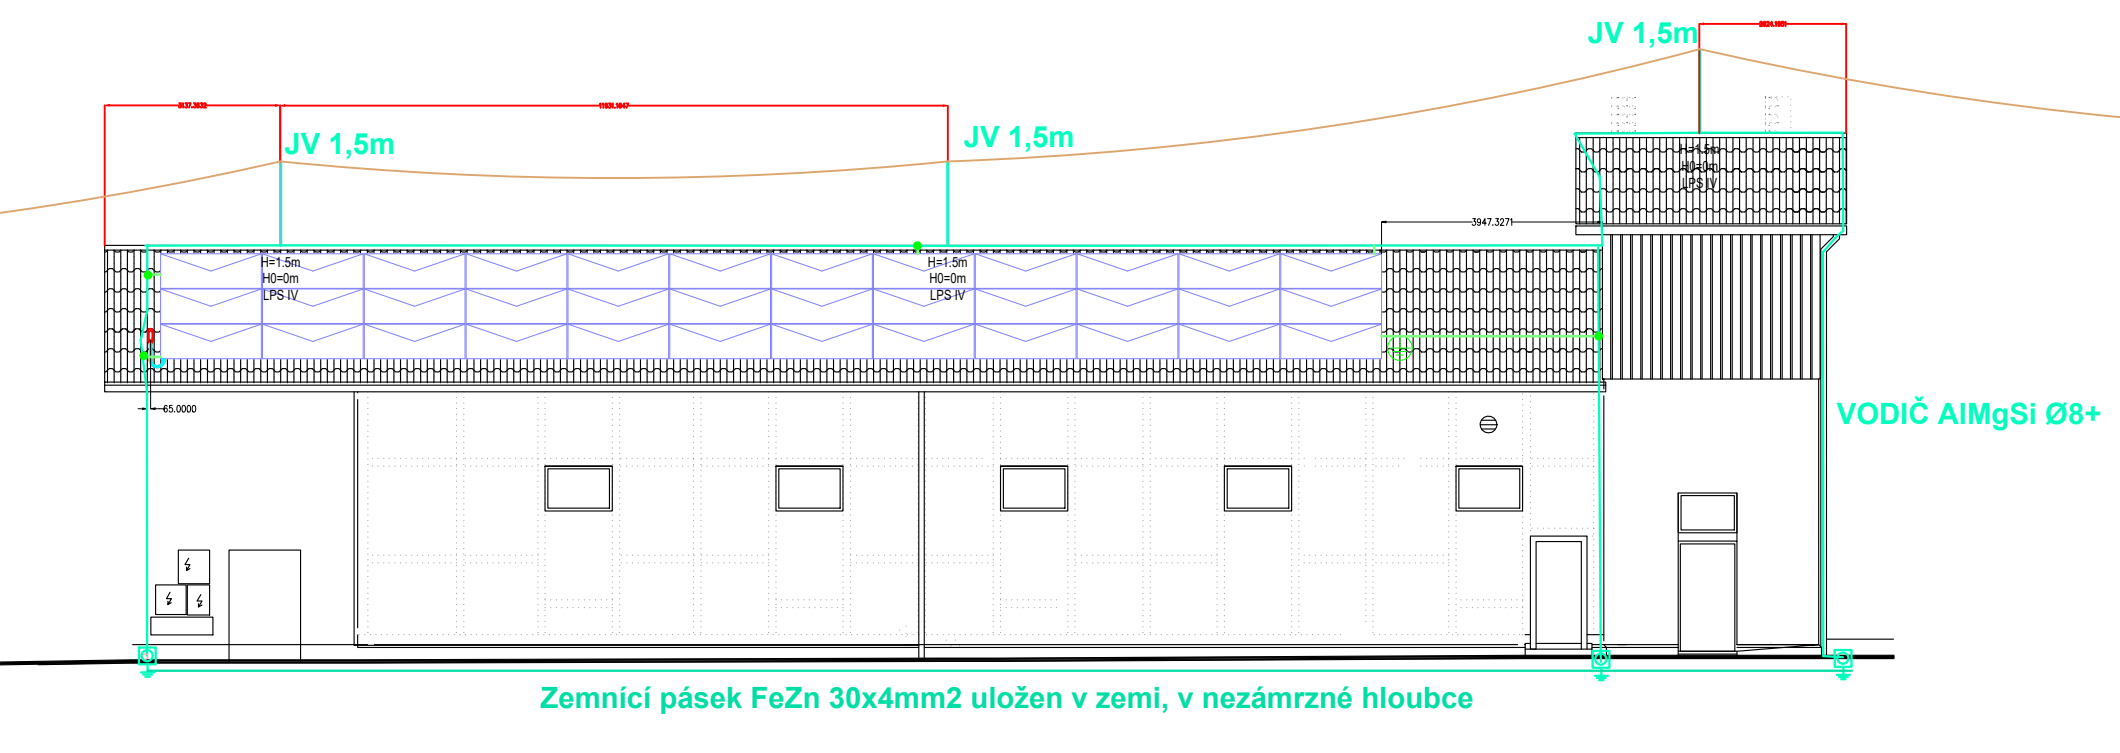 JV 1,5m
JV 1,5m
JV 1,5m
11931.1647
H=1.5m
H0=0m
LPS IV
3947.3271
H=1.5m
H0=0m
LPS IV
H=1.5m
H0=0m
LPS IV
65.0000
VODIČ AlMgSi Ø8+
Zemnící pásek FeZn 30x4mm2 uložen v zemi, v nezámrzné hloubce